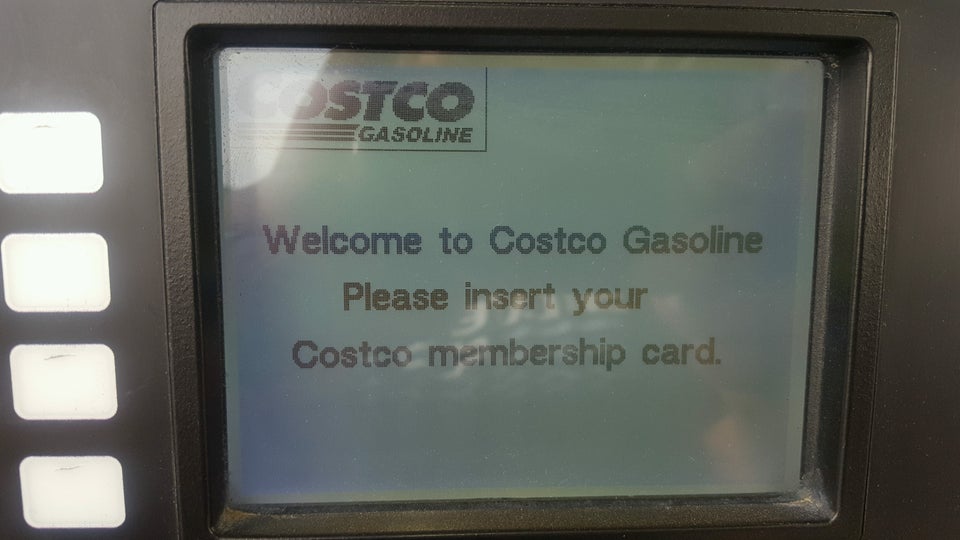 COSTCO
GASOLINE
Welcome to Costco Gasoline
Please insert your
Costco membership card.